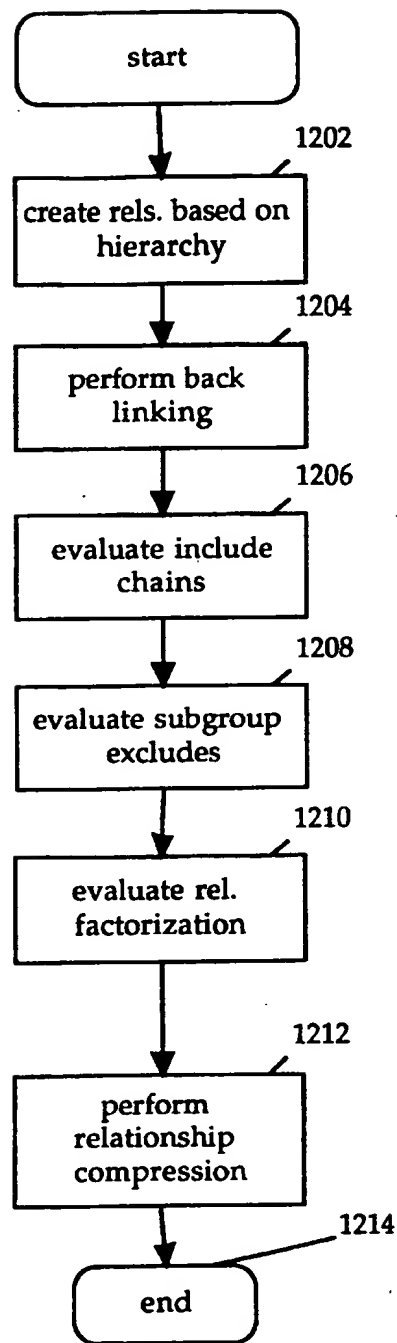 start
1202
create rels. based on
hierarchy
1204
perform back
linking
1206
evaluate include
chains
1208
evaluate subgroup
excludes
1210
evaluate rel.
factorization
1212
perform
relationship
compression
1214
end